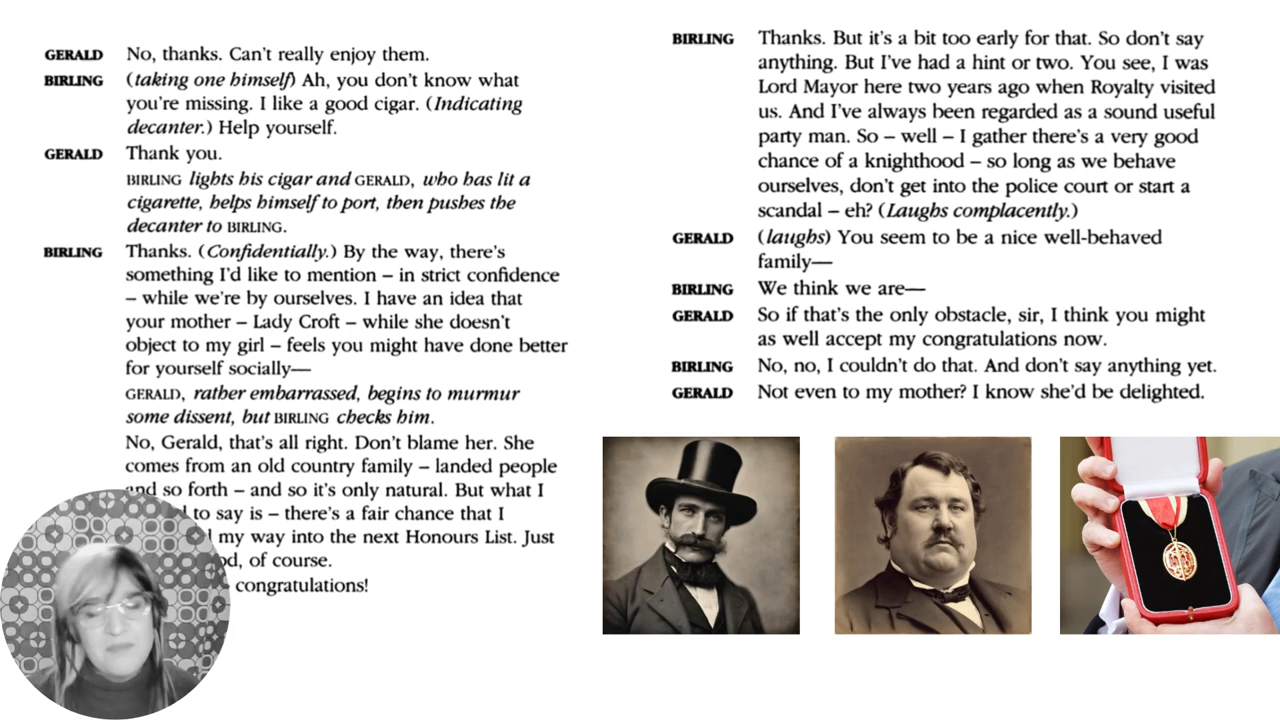 GERALD No, thanks. Can't really enjoy them.
BIRLING (taking one himself) Ah, you don't know what
you're missing. I like a good cigar. (Indicating
decanter.) Help yourself.
GERALD Thank you.
BIRLING lights his cigar and GERALD, who has lit a
cigarette, helps himself to port, then pushes the
decanter to BIRLING.
BIRLING Thanks. (Confidentially.) By the way, there's
something I'd like to mention – in strict confidence
– while we're by ourselves. I have an idea that
your mother – Lady Croft – while she doesn't
object to my girl – feels you might have done better
for yourself socially—
GERALD, rather embarrassed, begins to murmur
some dissent, but BIRLING checks him.
No, Gerald, that's all right. Don't blame her. She
comes from an old country family – landed people
and so forth – and so it's only natural. But what I
to say is – there's a fair chance that I
my way into the next Honours List. Just
of course.
congratulations!
BIRLING Thanks. But it's a bit too early for that. So don't say
anything. But I've had a hint or two. You see, I was
Lord Mayor here two years ago when Royalty visited
us. And I've always been regarded as a sound useful
party man. So – well – I gather there's a very good
chance of a knighthood – so long as we behave
ourselves, don't get into the police court or start a
scandal – eh? (Laughs complacently.)
GERALD (laughs) You seem to be a nice well-behaved
family—
BIRLING We think we are—
GERALD So if that's the only obstacle, sir, I think you might
as well accept my congratulations now.
BIRLING No, no, I couldn't do that. And don't say anything yet.
GERALD Not even to my mother? I know she'd be delighted.